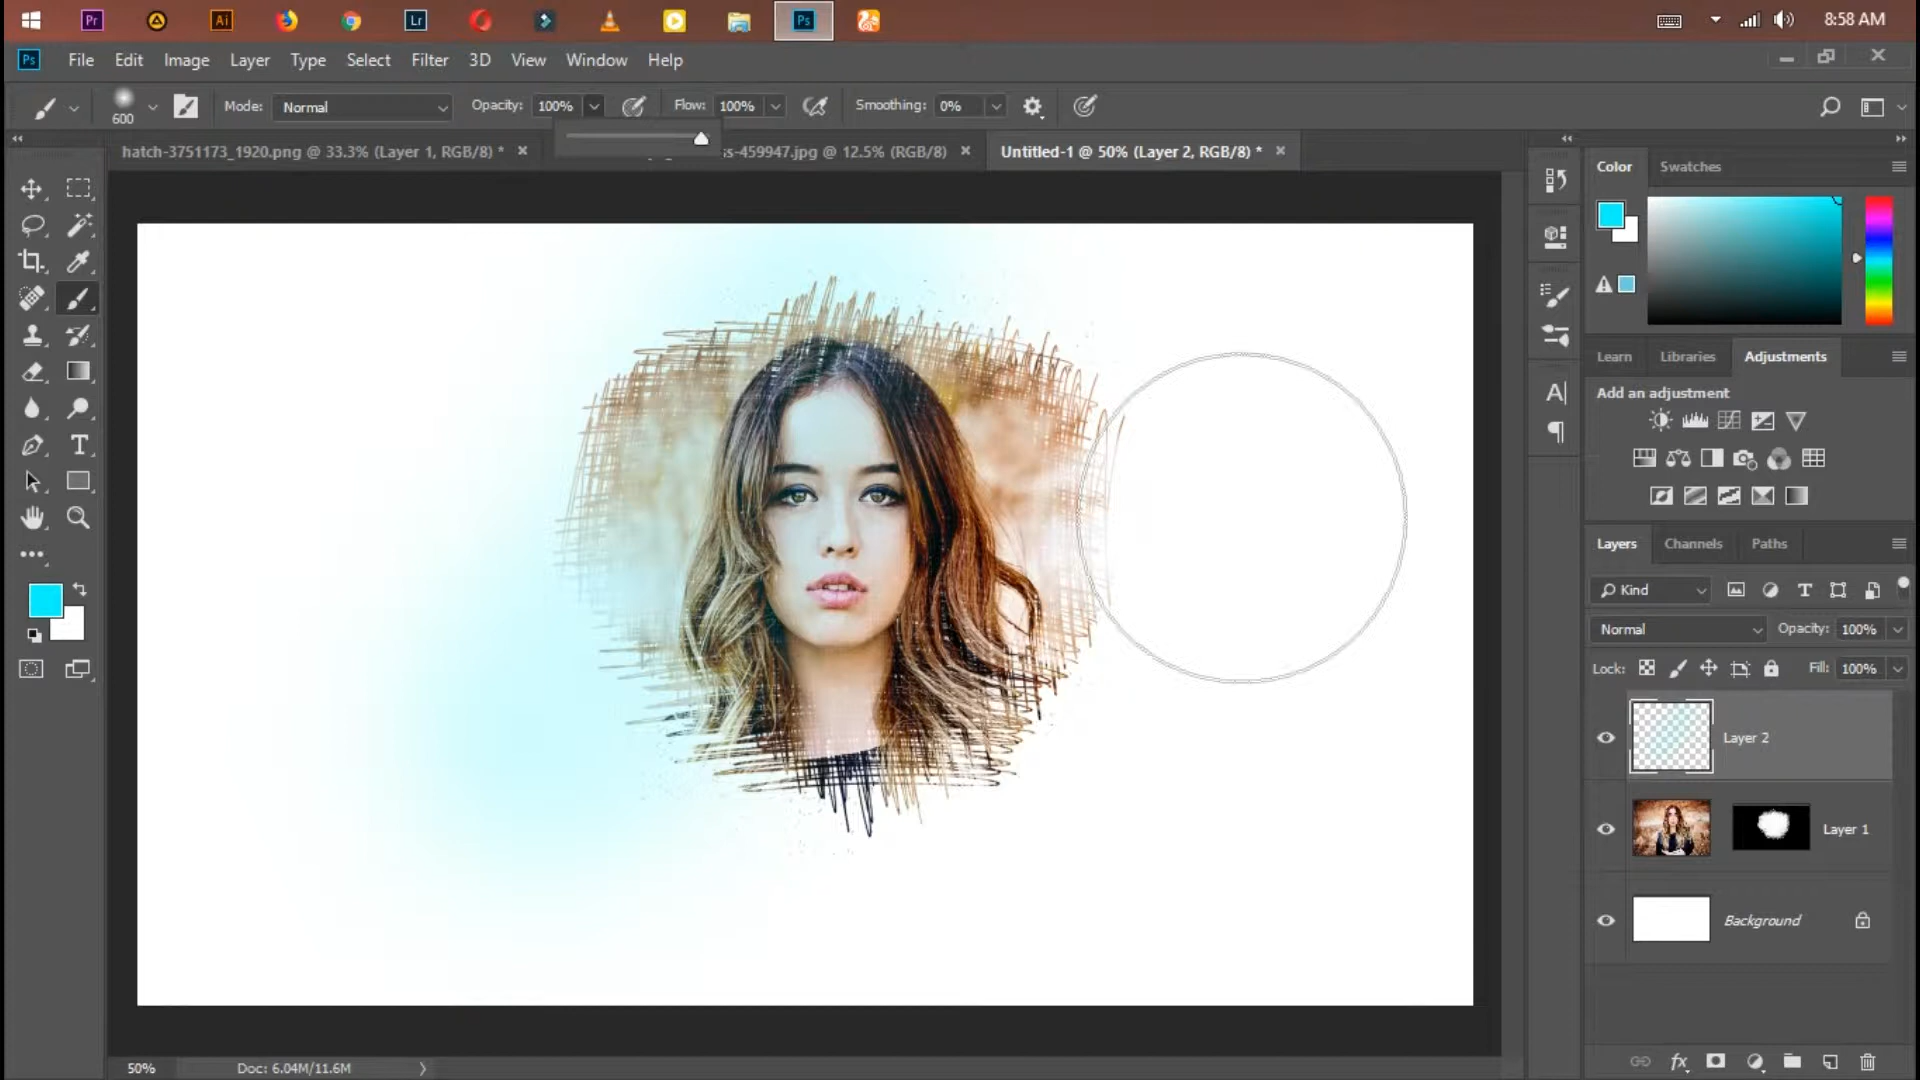 Pr
Ai
Lr
Ps
8:58 AM
Ps File Edit Image Layer Type Select Filter 3D View Window Help
600 Mode: Normal Opacity: 100% Flow: 100% Smoothing: 0%
hatch-3751173_1920.png @ 33.3% (Layer 1, RGB/8) * × ss-459947.jpg @ 12.5% (RGB/8) × Untitled-1 @ 50% (Layer 2, RGB/8) * ×
Color Swatches
Learn Libraries Adjustments
Add an adjustment
Layers Channels Paths
Kind
Normal Opacity: 100%
Lock: Fill: 100%
Layer 2
Layer 1
Background
fx
50% Doc: 6.04M/11.6M